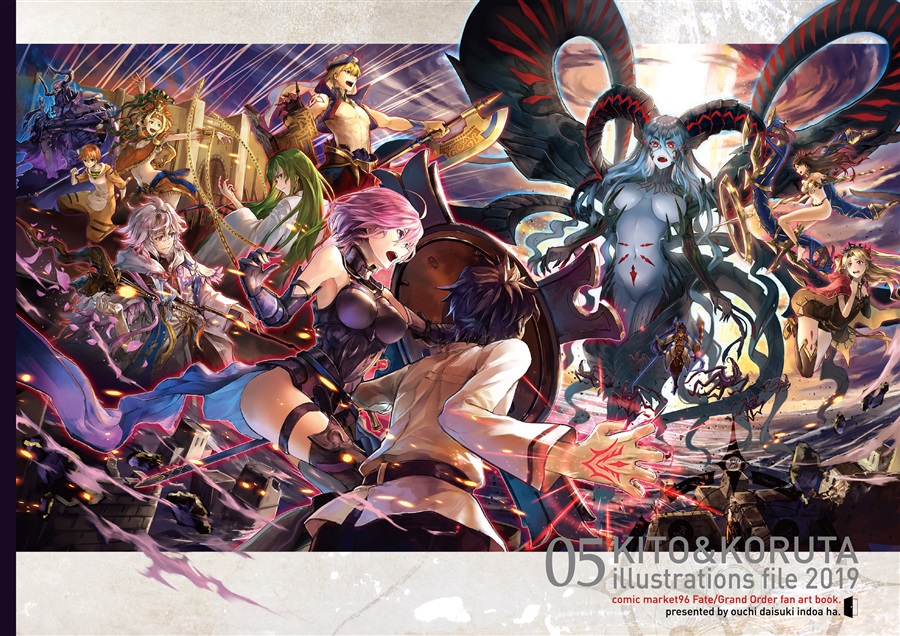 05 KITO&KORUTA
illustrations file 2019
comic market96 Fate/Grand Order fan art book.
presented by ouchi daisuki indoa ha.